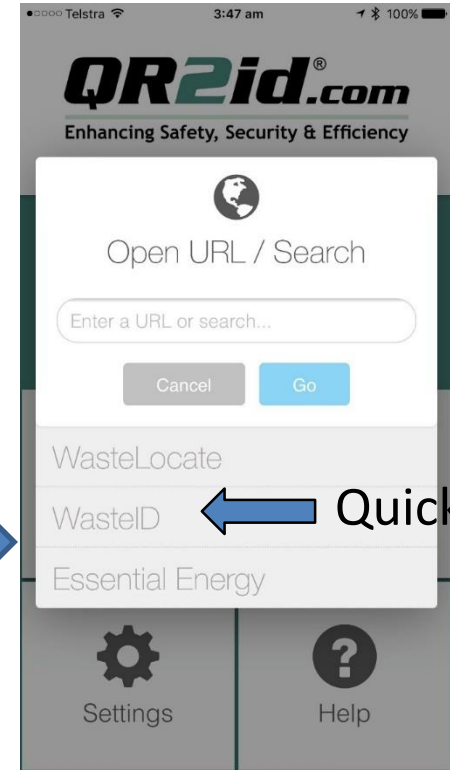 Telstra 3:47 am 100%
QR2id®.com
Enhancing Safety, Security & Efficiency
Open URL / Search
Enter a URL or search...
Cancel Go
WasteLocate
WasteID
Quick
Essential Energy
Settings Help